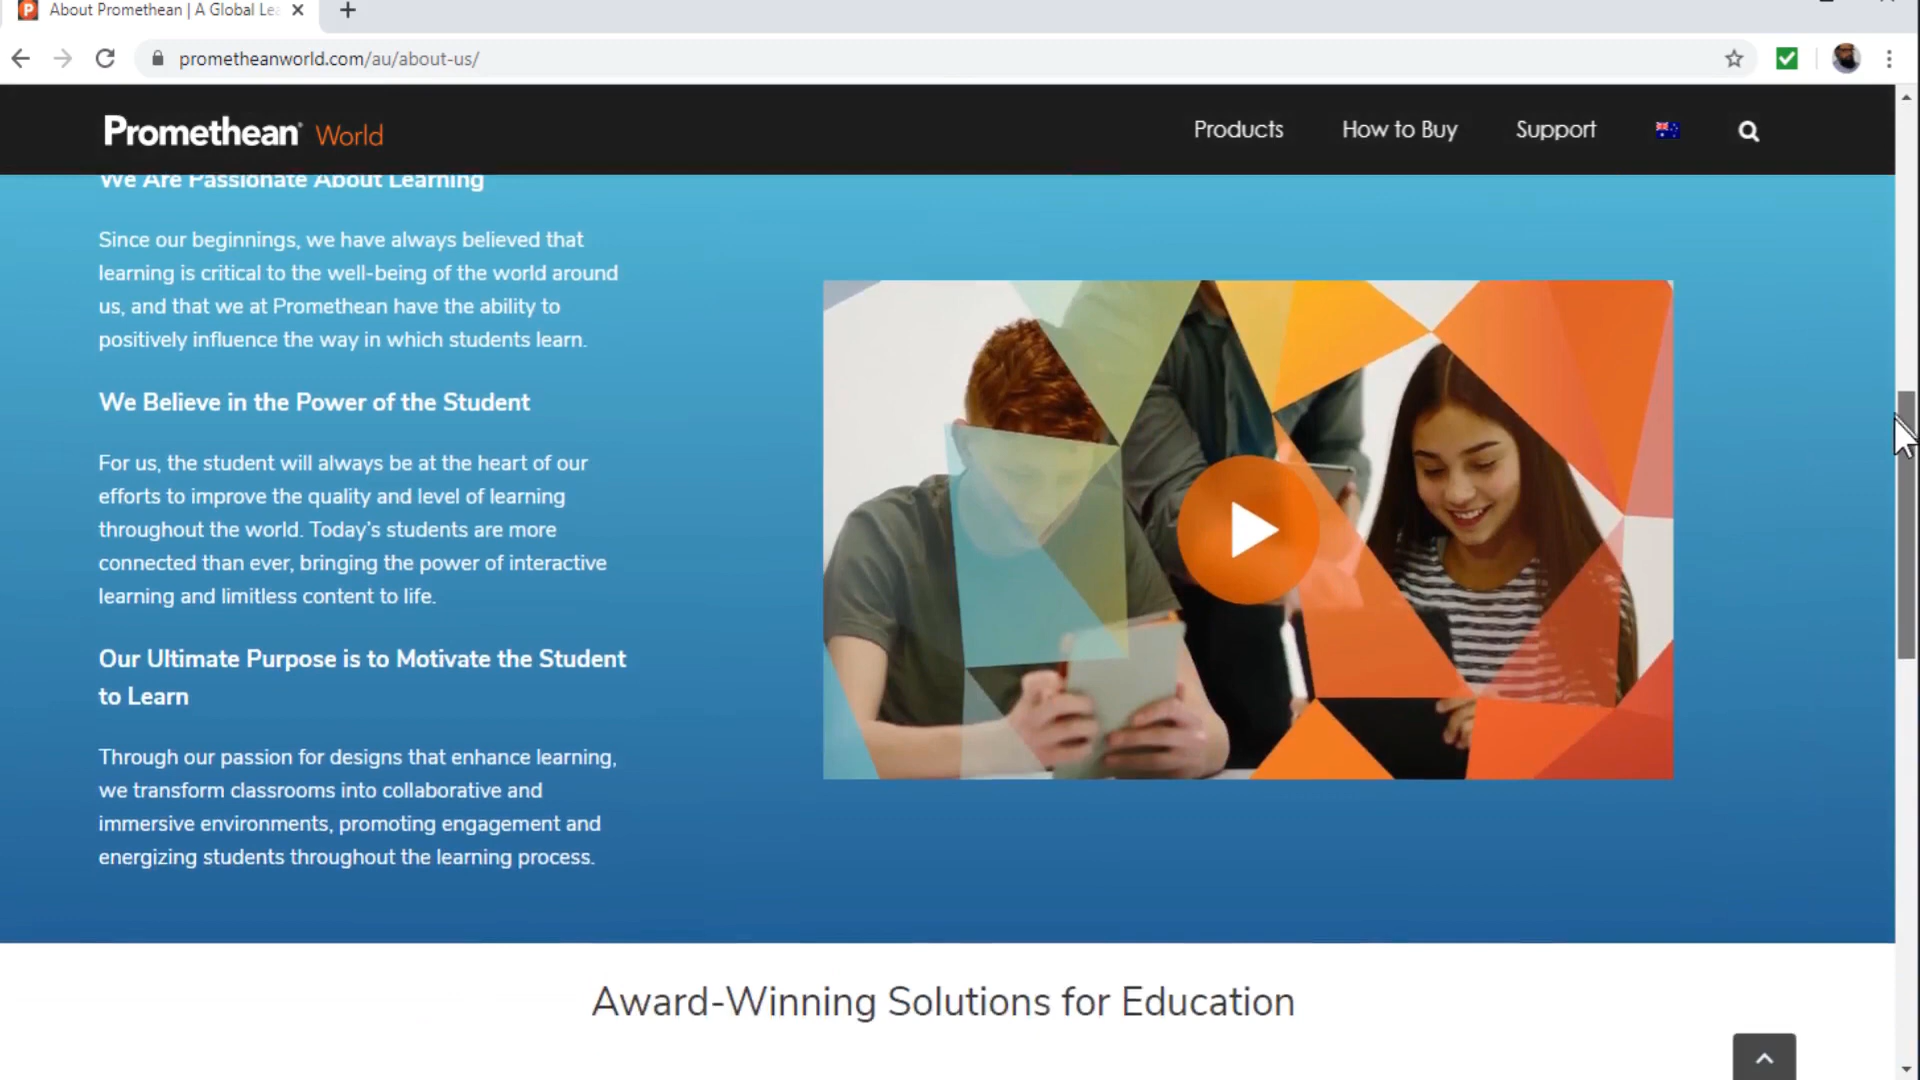 About Promethean | A Global Lea
prometheanworld.com/au/about-us/
Promethean World
Products
How to Buy
Support
We Are Passionate About Learning
Since our beginnings, we have always believed that
learning is critical to the well-being of the world around
us, and that we at Promethean have the ability to
positively influence the way in which students learn.
We Believe in the Power of the Student
For us, the student will always be at the heart of our
efforts to improve the quality and level of learning
throughout the world. Today’s students are more
connected than ever, bringing the power of interactive
learning and limitless content to life.
Our Ultimate Purpose is to Motivate the Student
to Learn
Through our passion for designs that enhance learning,
we transform classrooms into collaborative and
immersive environments, promoting engagement and
energizing students throughout the learning process.
Award-Winning Solutions for Education